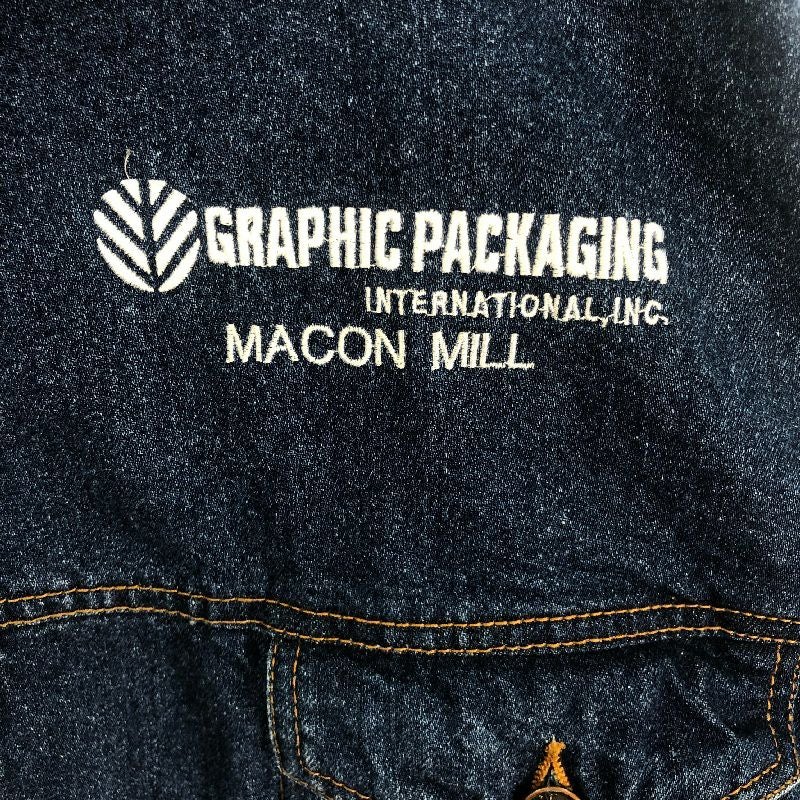 GRAPHIC PACKAGING
INTERNATIONAL, INC.
MACON MILL